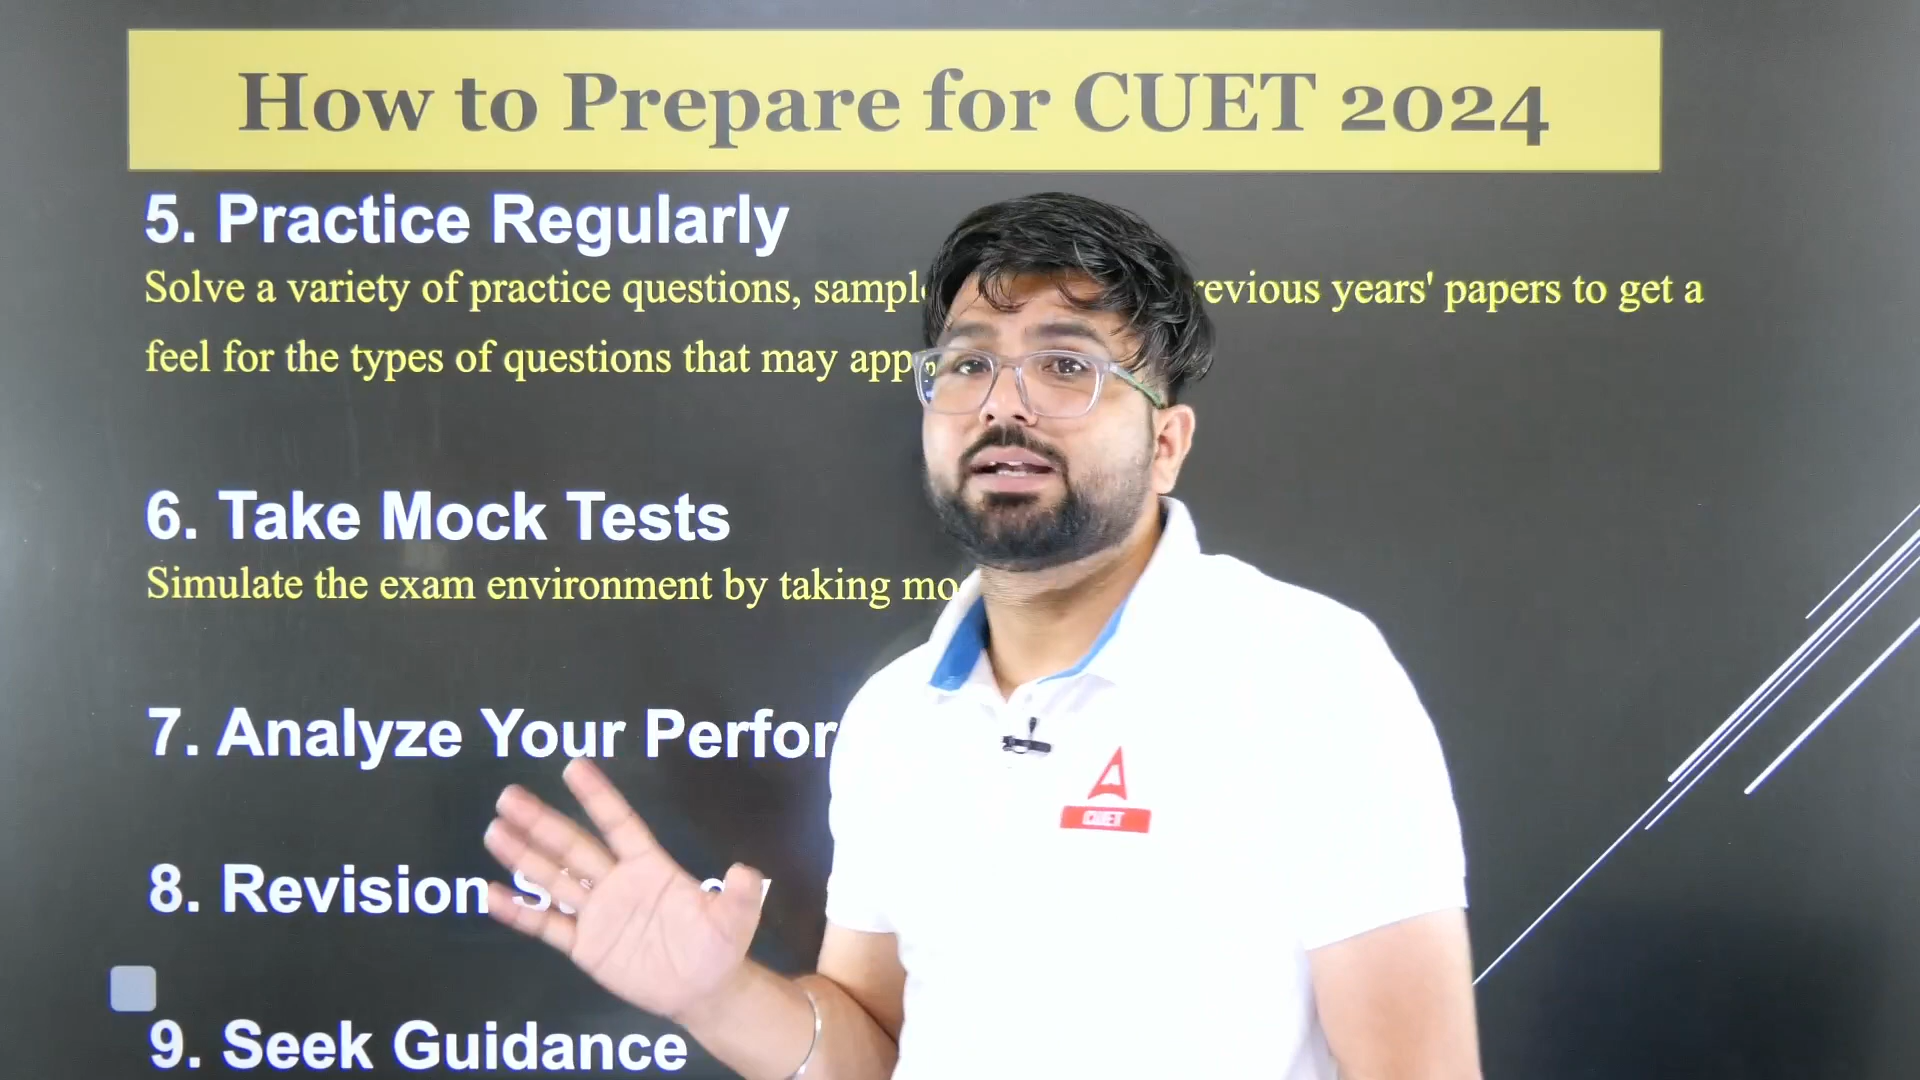 How to Prepare for CUET 2024
5. Practice Regularly
Solve a variety of practice questions, sample revious years' papers to get a
feel for the types of questions that may app
6. Take Mock Tests
Simulate the exam environment by taking mo
7. Analyze Your Perfor
8. Revision
9. Seek Guidance
A
CUET